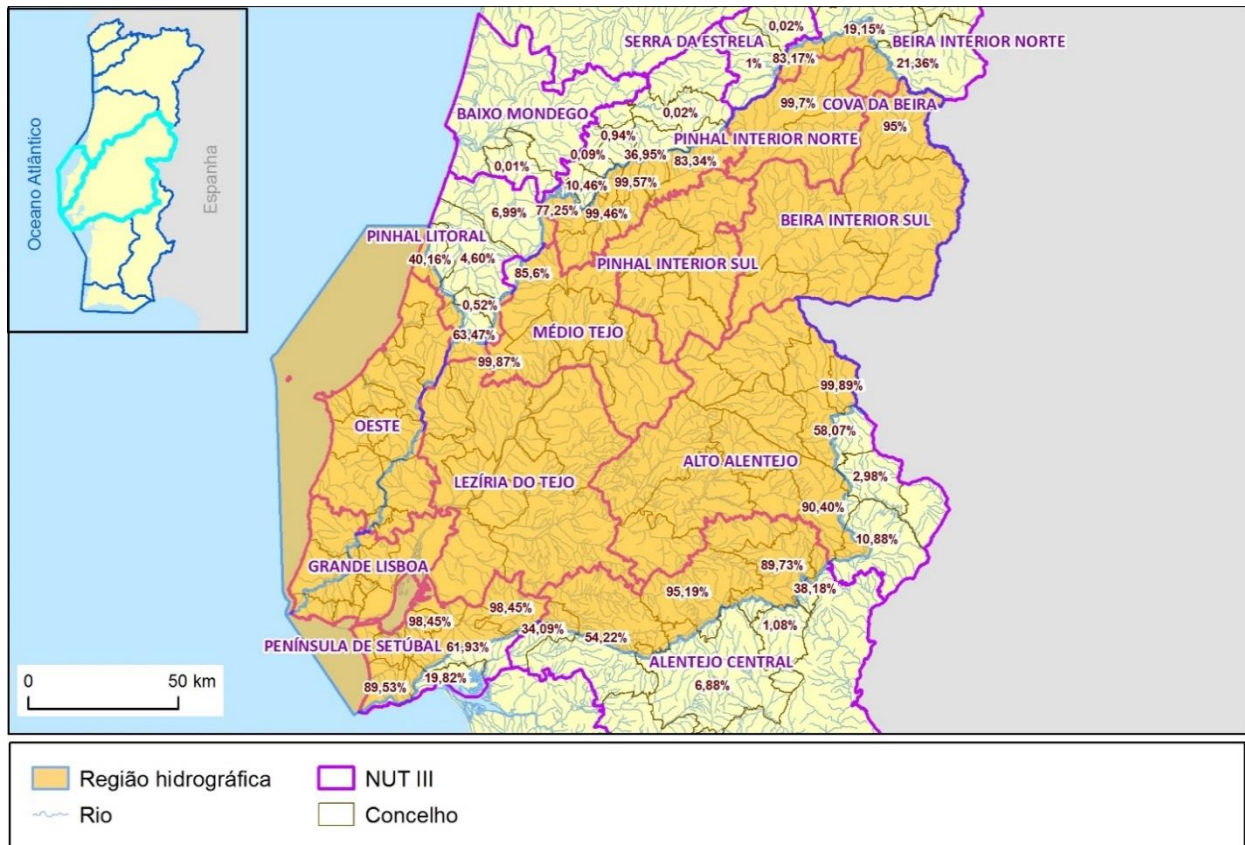 Oceano Atlântico
Espanha
0,02%
19,15%
SERRA DA ESTRELA
BEIRA INTERIOR NORTE
1%
83,17%
21,36%
99,7%
COVA DA BEIRA
0,02%
BAIXO MONDEGO
95%
0,94%
PINHAL INTERIOR NORTE
0,09%
36,95%
0,01%
83,34%
10,46%
99,57%
6,99%
77,25%
99,46%
BEIRA INTERIOR SUL
PINHAL LITORAL
40,16%
4,60%
PINHAL INTERIOR SUL
85,6%
0,52%
63,47%
MÉDIO TEJO
99,87%
99,89%
OESTE
58,07%
ALTO ALENTEJO
2,98%
LEZÍRIA DO TEJO
90,40%
10,88%
GRANDE LISBOA
89,73%
95,19%
38,18%
98,45%
98,45%
1,08%
34,09%
PENÍNSULA DE SETÚBAL
61,93%
54,22%
ALENTEJO CENTRAL
19,82%
89,53%
6,88%
0
50 km
Região hidrográfica
NUT III
Rio
Concelho